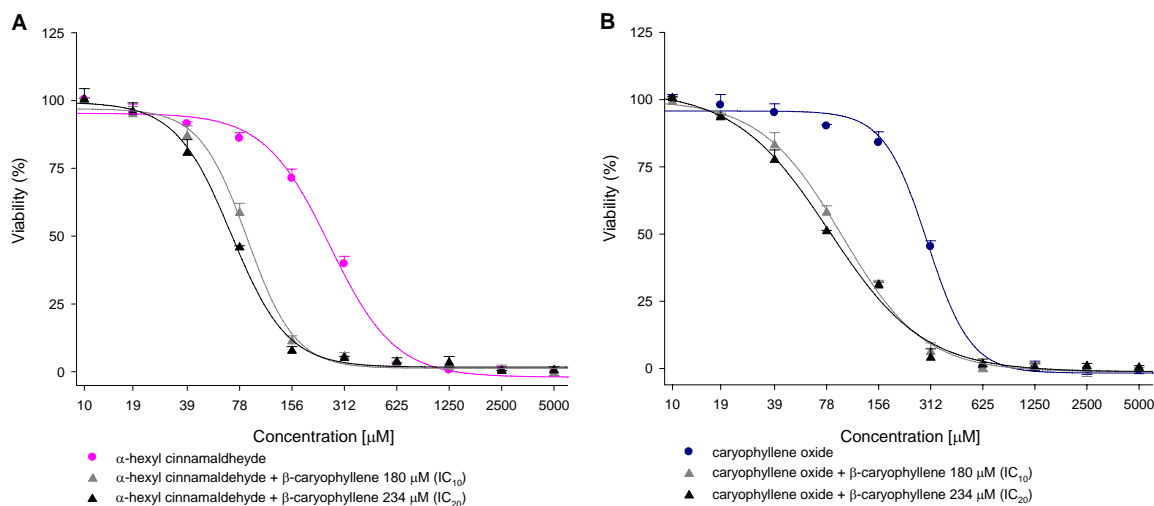 A
125
100
75
50
25
0
Viability (%)
10 19 39 78 156 312 625 1250 2500 5000
Concentration [μM]
α-hexyl cinnamaldheyde
α-hexyl cinnamaldehyde + β-caryophyllene 180 μM (IC10)
α-hexyl cinnamaldehyde + β-caryophyllene 234 μM (IC20)
B
125
100
75
50
25
0
Viability (%)
10 19 39 78 156 312 625 1250 2500 5000
Concentration [μM]
caryophyllene oxide
caryophyllene oxide + β-caryophyllene 180 μM (IC10)
caryophyllene oxide + β-caryophyllene 234 μM (IC20)